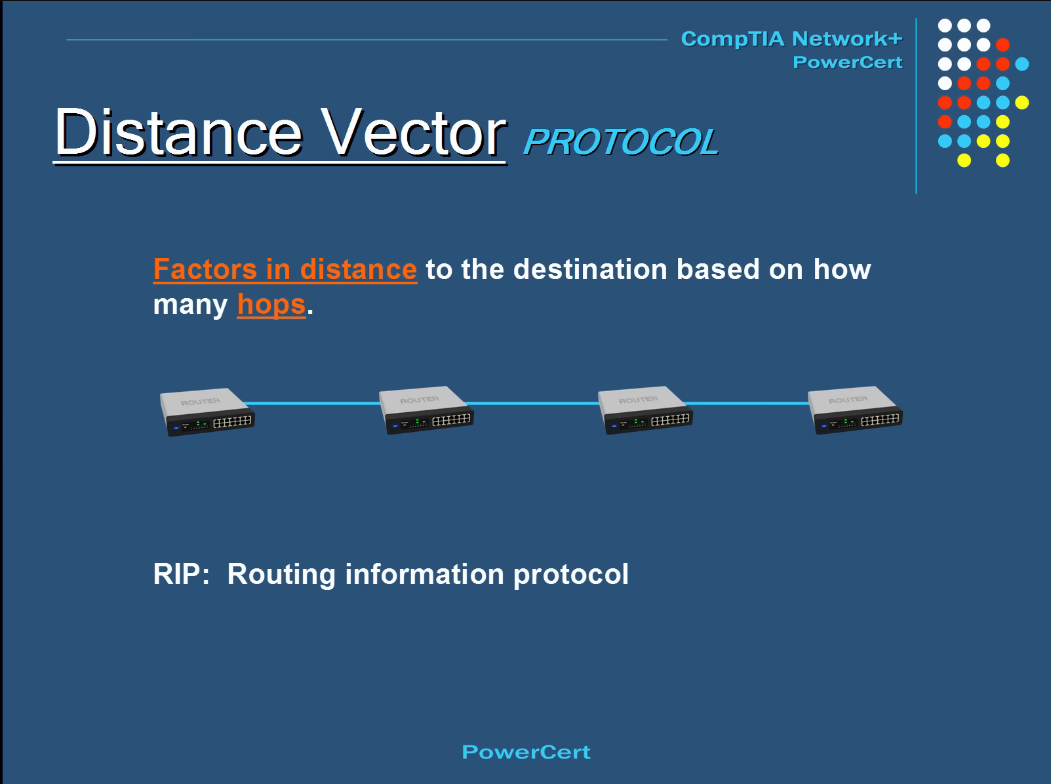 CompTIA Network+
PowerCert
Distance Vector PROTOCOL
Factors in distance to the destination based on how
many hops.
ROUTER ROUTER ROUTER ROUTER
RIP: Routing information protocol
PowerCert